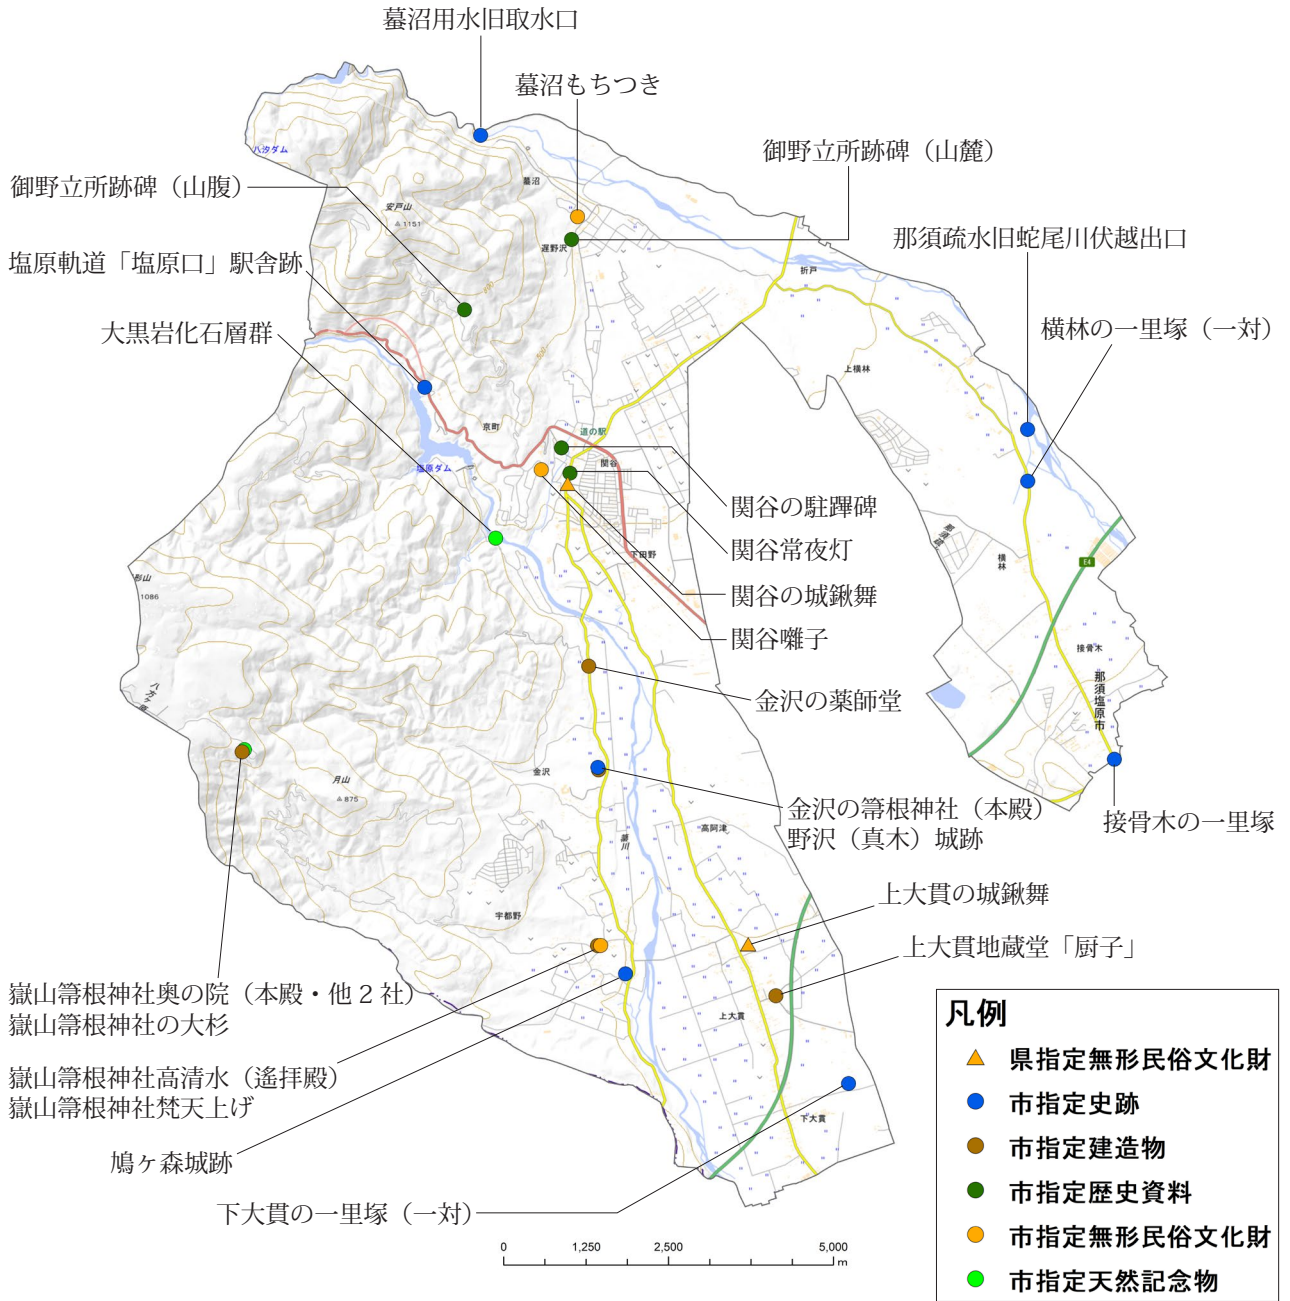 蟇沼用水旧取水口
蟇沼もちつき
御野立所跡碑（山麓）
御野立所跡碑（山腹）
那須疏水旧蛇尾川伏越出口
塩原軌道「塩原口」駅舎跡
横林の一里塚（一対）
大黒岩化石層群
八汐ダム
蟇沼
安戸山
1151
遅野沢
折戸
上横林
京町
道の駅
関谷
塩原ダム
関谷の駐蹕碑
関谷常夜灯
下田野
那須疏
横林
E4
関谷の城鍬舞
関谷囃子
1086
接骨木
那須塩原市
金沢の薬師堂
月山
875
金沢
金沢の箒根神社（本殿）
野沢（真木）城跡
接骨木の一里塚
高阿津
箒川
宇都野
上大貫の城鍬舞
上大貫地蔵堂「厨子」
嶽山箒根神社奥の院（本殿・他２社）
嶽山箒根神社の大杉
上大貫
嶽山箒根神社高清水（遙拝殿）
嶽山箒根神社梵天上げ
下大貫
鳩ヶ森城跡
下大貫の一里塚（一対）
0 1,250 2,500 5,000
m
凡例
県指定無形民俗文化財
市指定史跡
市指定建造物
市指定歴史資料
市指定無形民俗文化財
市指定天然記念物